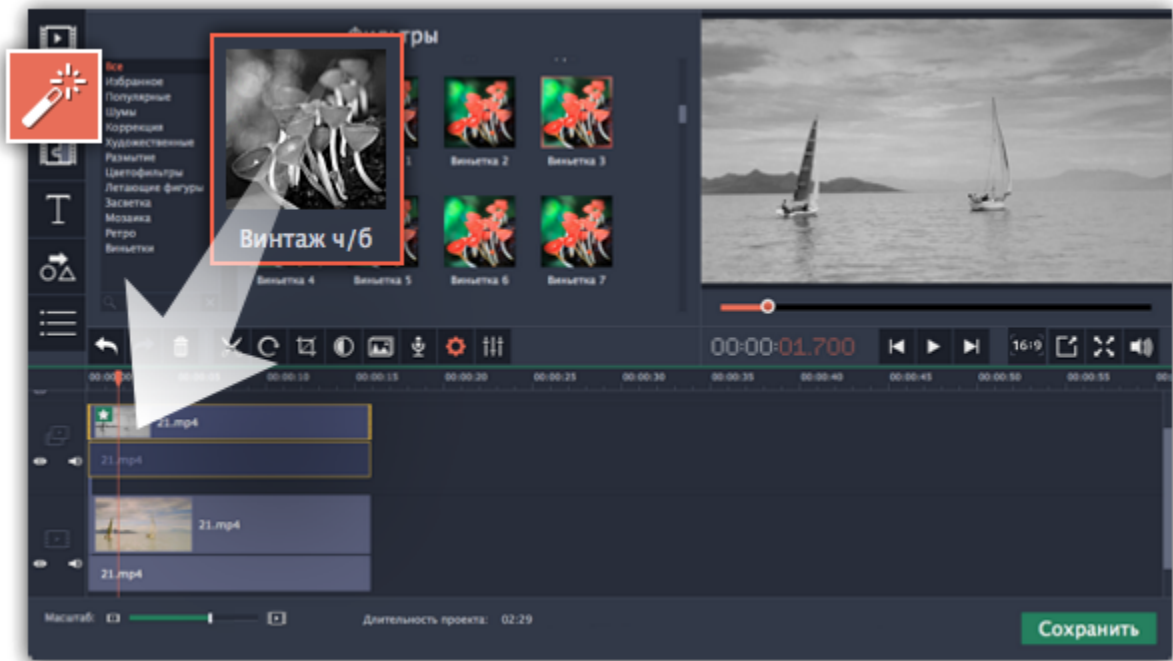 Фильтры
Все
Избранное
Популярные
Шумы
Коррекция
Художественные
Размытие
Цветофильтры
Летающие фигуры
Засветка
Мозаика
Ретро
Виньетки
Винтаж ч/б
1
Виньетка 2
Виньетка 3
Виньетка 4
Виньетка 5
Виньетка 6
Виньетка 7
T
00:00:01.700
16:9
00:00:10
00:00:15
00:00:20
00:00:25
00:00:30
00:00:35
00:00:40
00:00:45
00:00:50
00:00:55
21.mp4
21.mp4
21.mp4
21.mp4
Масштаб:
Длительность проекта: 02:29
Сохранить